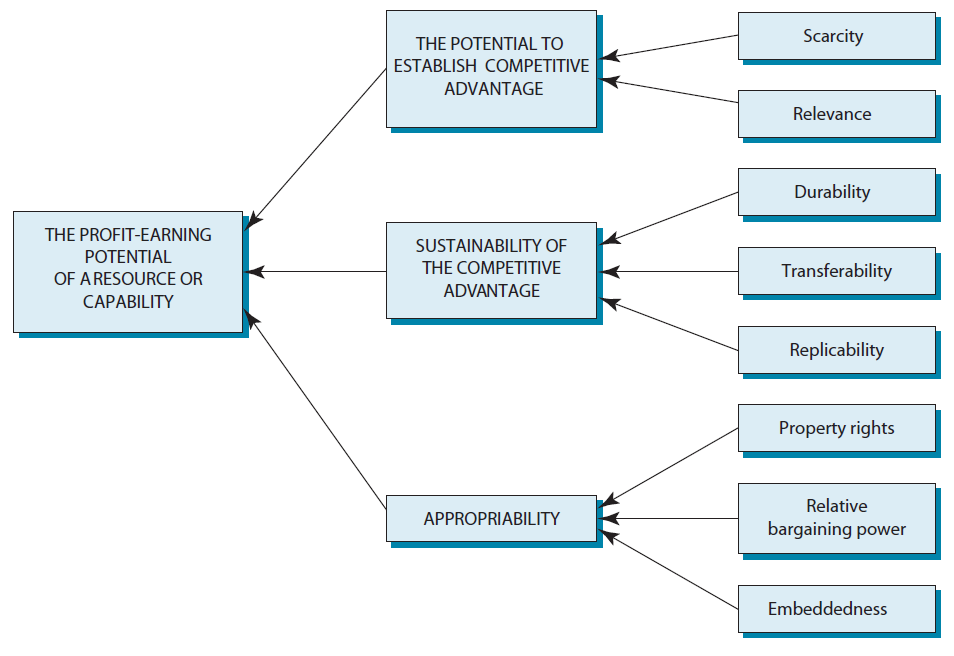 THE POTENTIAL TO
ESTABLISH COMPETITIVE
ADVANTAGE
Scarcity
Relevance
THE PROFIT-EARNING
POTENTIAL
OF A RESOURCE OR
CAPABILITY
SUSTAINABILITY OF
THE COMPETITIVE
ADVANTAGE
Durability
Transferability
Replicability
APPROPRIABILITY
Property rights
Relative
bargaining power
Embeddedness